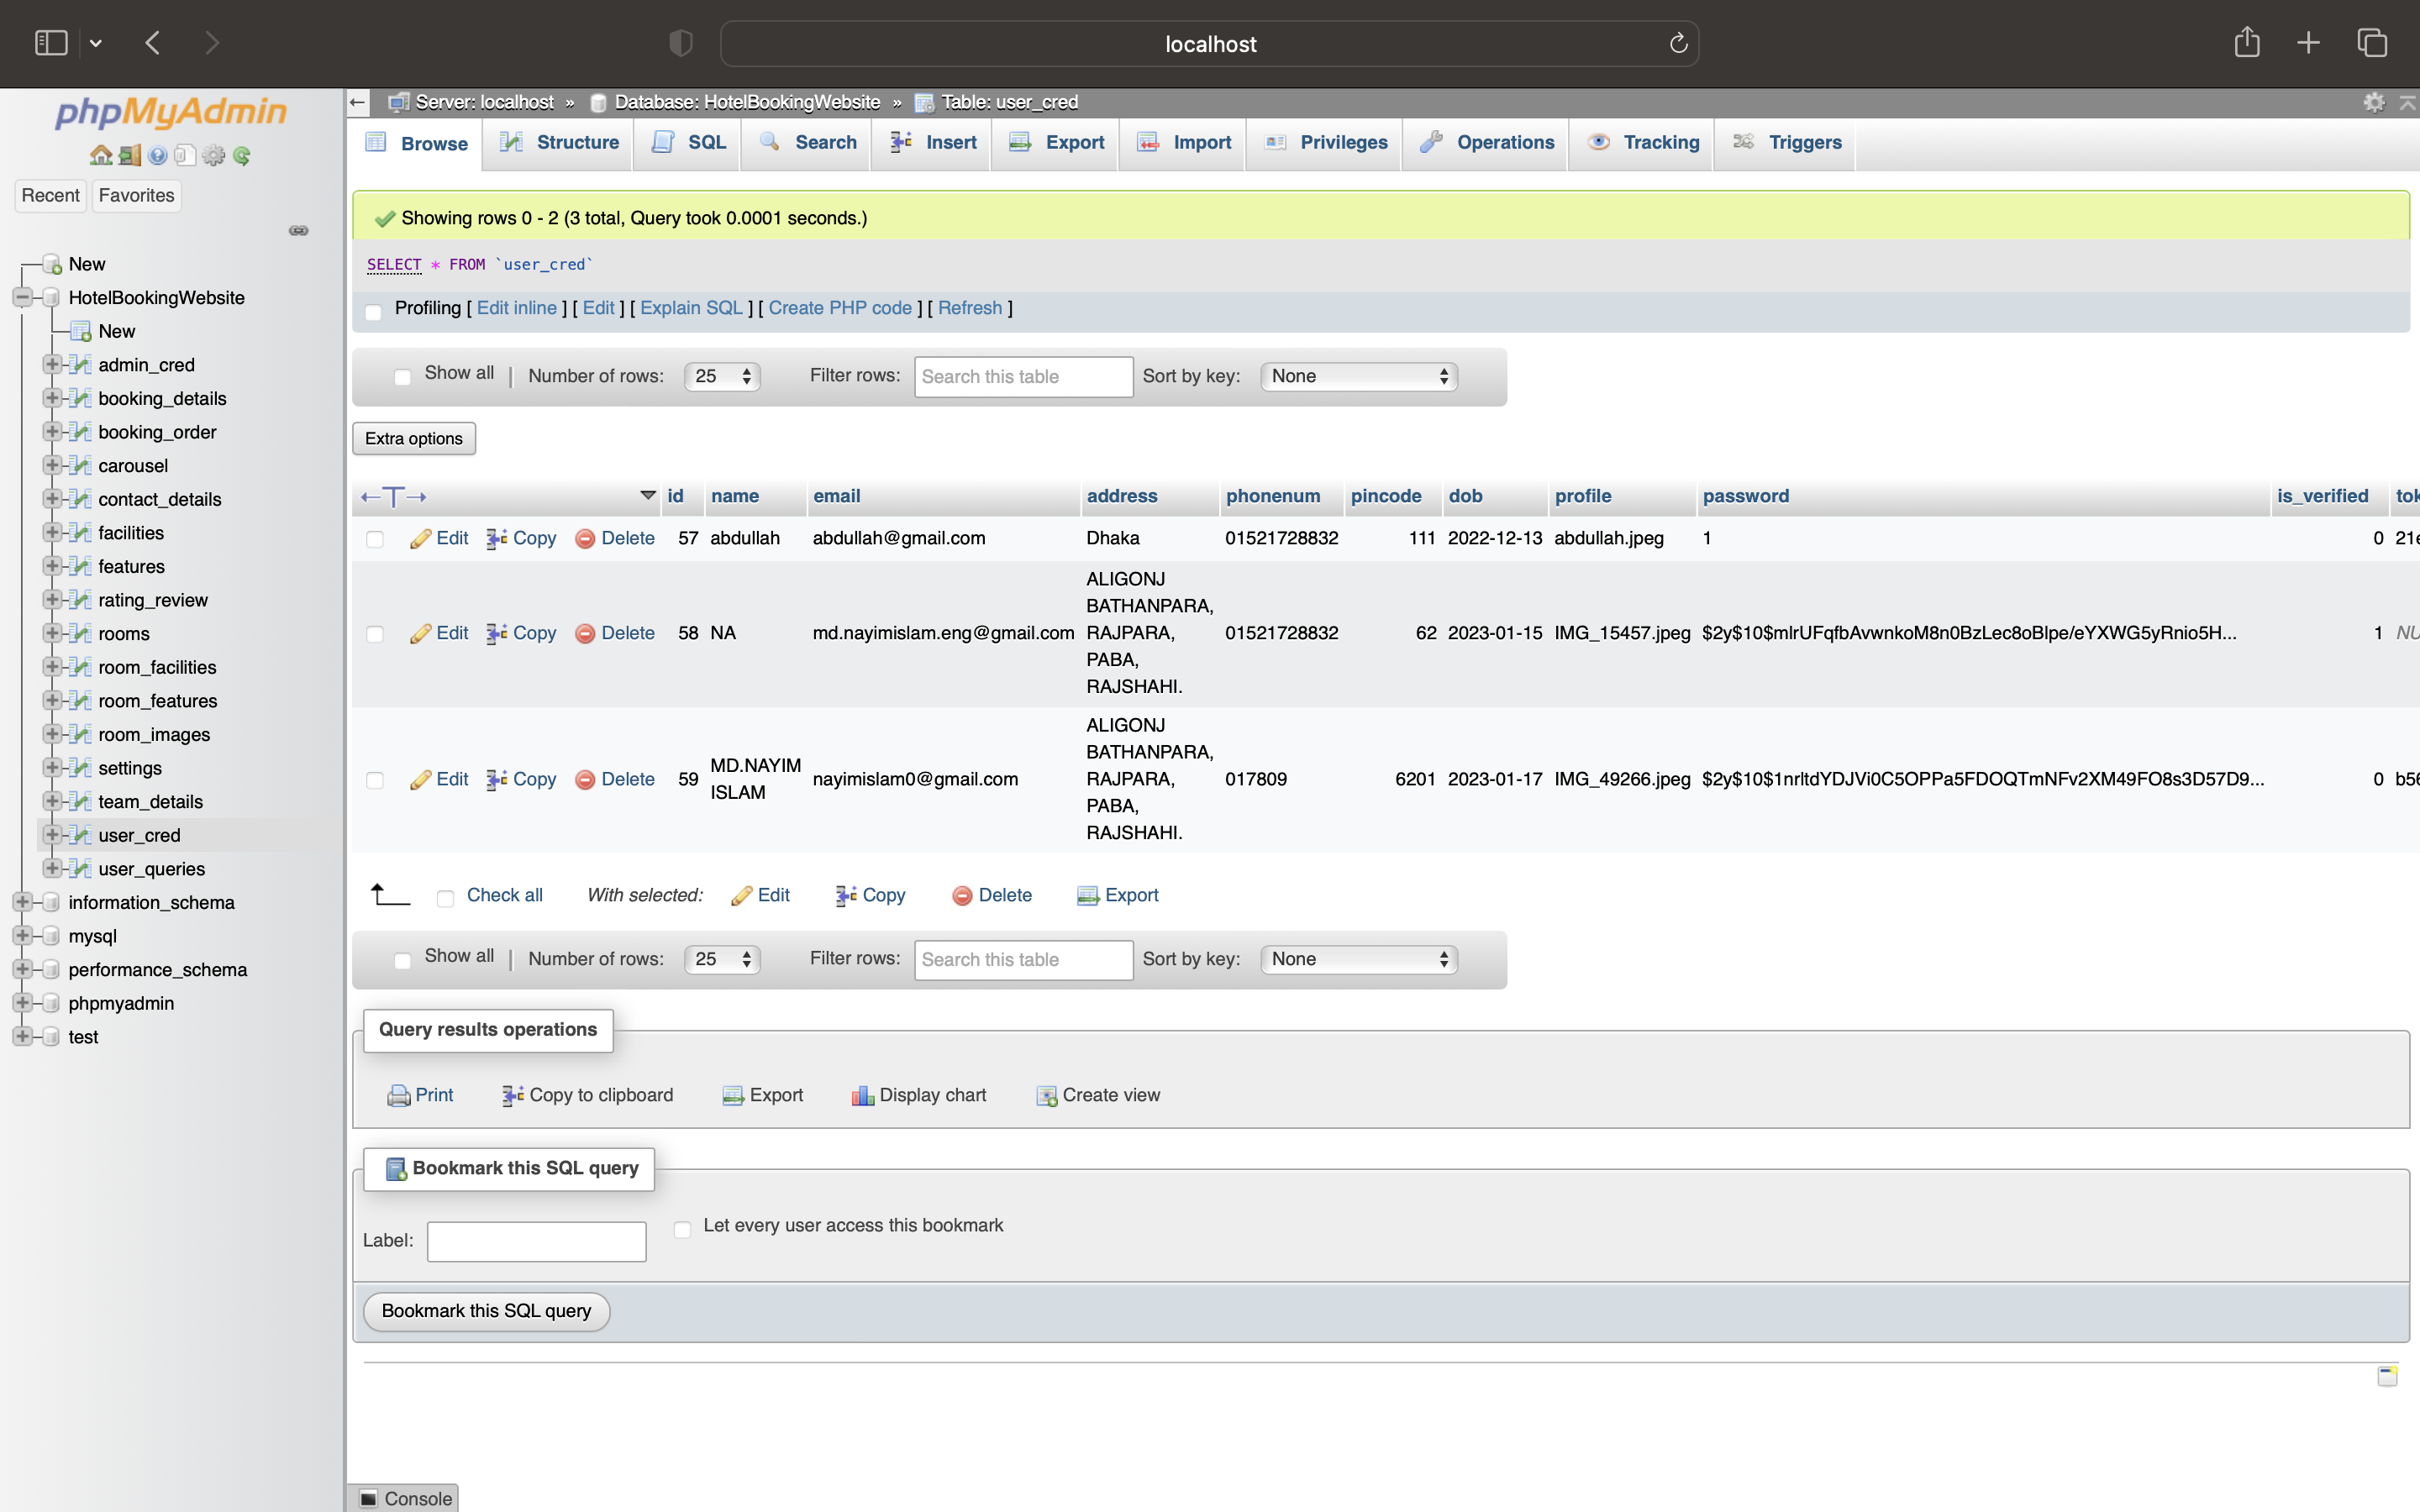 localhost
phpMyAdmin
Recent
Favorites
New
HotelBookingWebsite
New
admin_cred
booking_details
booking_order
carousel
contact_details
facilities
features
rating_review
rooms
room_facilities
room_features
room_images
settings
team_details
user_cred
user_queries
information_schema
mysql
performance_schema
phpmyadmin
test
Server: localhost » Database: HotelBookingWebsite » Table: user_cred
Browse Structure SQL Search Insert Export Import Privileges Operations Tracking Triggers
Showing rows 0 - 2 (3 total, Query took 0.0001 seconds.)
SELECT * FROM `user_cred`
Profiling [ Edit inline ] [ Edit ] [ Explain SQL ] [ Create PHP code ] [ Refresh ]
Show all | Number of rows: 25 Filter rows: Search this table Sort by key: None
Extra options
←T→ id name email address phonenum pincode dob profile password is_verified tok
Edit Copy Delete 57 abdullah abdullah@gmail.com Dhaka 01521728832 111 2022-12-13 abdullah.jpeg 1 0 21e
ALIGONJ
BATHANPARA,
Edit Copy Delete 58 NA md.nayimislam.eng@gmail.com RAJPARA, 01521728832 62 2023-01-15 IMG_15457.jpeg $2y$10$mlrUFqfbAvwnkoM8n0BzLec8oBlpe/eYXWG5yRnio5H... 1 NU
PABA,
RAJSHAHI.
ALIGONJ
BATHANPARA,
Edit Copy Delete 59 MD.NAYIM ISLAM nayimislam0@gmail.com RAJPARA, 017809 6201 2023-01-17 IMG_49266.jpeg $2y$10$1nrltdYDJVi0C5OPPa5FDOQTmNFv2XM49FO8s3D57D9... 0 b56
PABA,
RAJSHAHI.
Check all With selected: Edit Copy Delete Export
Show all | Number of rows: 25 Filter rows: Search this table Sort by key: None
Query results operations
Print Copy to clipboard Export Display chart Create view
Bookmark this SQL query
Label: Let every user access this bookmark
Bookmark this SQL query
Console